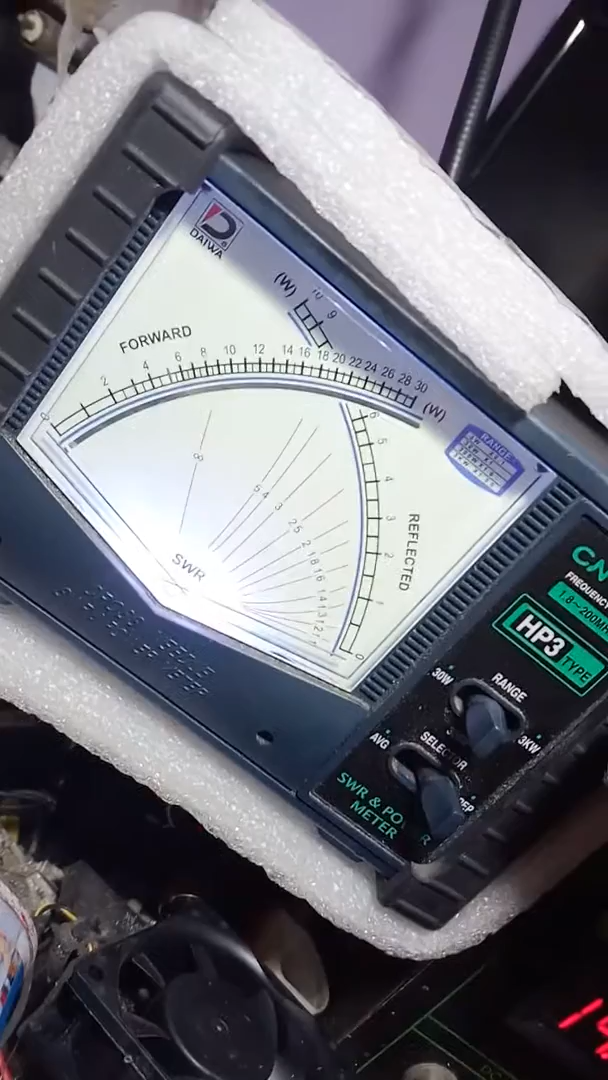 DAIWA
(W)
10 9
FORWARD
0 2 4 6 8 10 12 14 16 18 20 22 24 26 28 30
(W)
6
5
4
3
2
1
0
REFLECTED
∞ 5 4 3 2.5 2 1.8 1.6 1.4 1.3 1.2 1.1
SWR
RANGE
CN
FREQUENC
1.8~200MH
HP3 TYPE
RANGE
30W
3KW
SELECTOR
AVG
PEP
SWR & PO R
METER